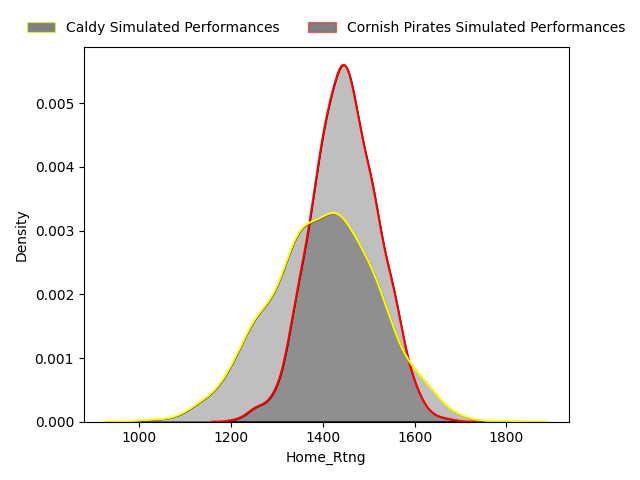 Caldy Simulated Performances Cornish Pirates Simulated Performances
0.005
0.004
0.003
0.002
0.001
0.000
Density
1000 1200 1400 1600 1800
Home_Rtng